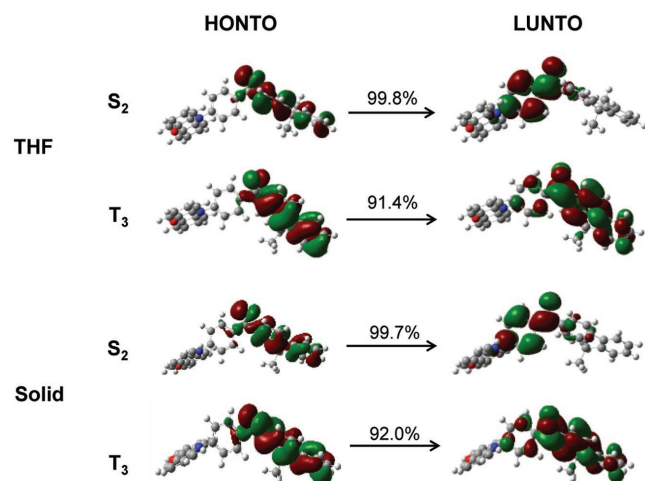 HONTO LUNTO
S₂ 99.8%
THF
T₃ 91.4%
S₂ 99.7%
Solid
T₃ 92.0%